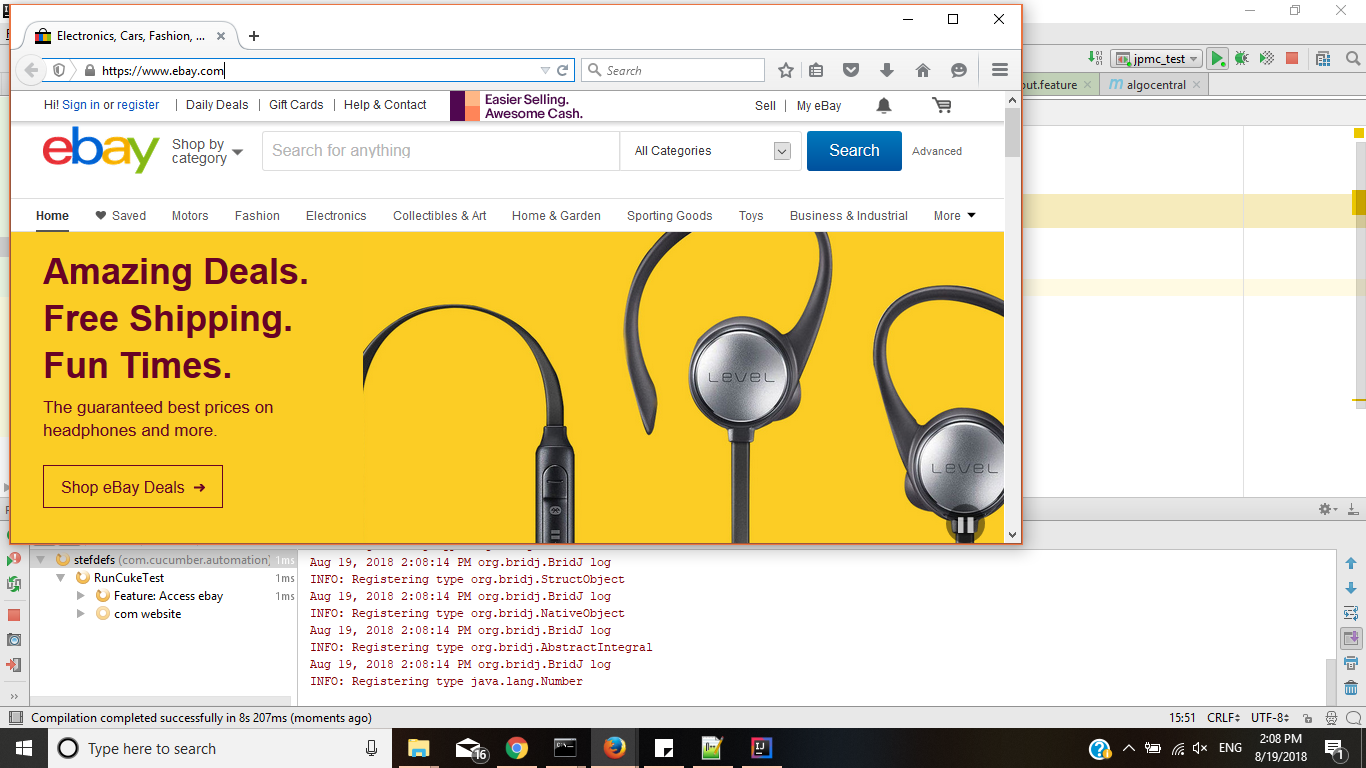 Electronics, Cars, Fashion, ...
https://www.ebay.com
Search
Hi! Sign in or register | Daily Deals | Gift Cards | Help & Contact
Easier Selling.
Awesome Cash.
Sell | My eBay
ebay
Shop by
category
Search for anything
All Categories
Search
Advanced
Home
Saved
Motors
Fashion
Electronics
Collectibles & Art
Home & Garden
Sporting Goods
Toys
Business & Industrial
More
Amazing Deals.
Free Shipping.
Fun Times.
The guaranteed best prices on
headphones and more.
Shop eBay Deals
LEVEL
LEVEL
jpmc_test
out.feature
algocentral
stefdefs (com.cucumber.automation) 1ms
RunCukeTest 1ms
Feature: Access ebay 1ms
com website
Aug 19, 2018 2:08:14 PM org.bridj.BridJ log
INFO: Registering type org.bridj.StructObject
Aug 19, 2018 2:08:14 PM org.bridj.BridJ log
INFO: Registering type org.bridj.NativeObject
Aug 19, 2018 2:08:14 PM org.bridj.BridJ log
INFO: Registering type org.bridj.AbstractIntegral
Aug 19, 2018 2:08:14 PM org.bridj.BridJ log
INFO: Registering type java.lang.Number
Compilation completed successfully in 8s 207ms (moments ago)
15:51 CRLF UTF-8
Type here to search
16
ENG
2:08 PM
8/19/2018
1